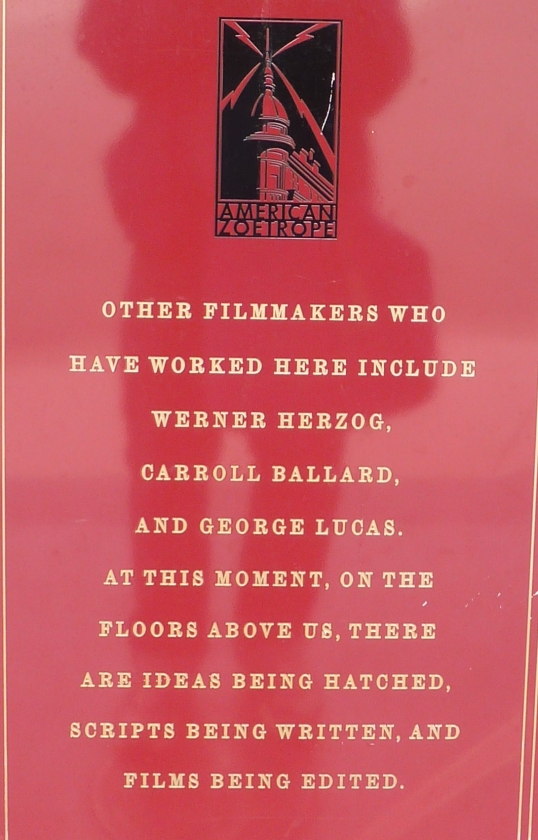 AMERICAN
ZOETROPE
OTHER FILMMAKERS WHO
HAVE WORKED HERE INCLUDE
WERNER HERZOG,
CARROLL BALLARD,
AND GEORGE LUCAS.
AT THIS MOMENT, ON THE
FLOORS ABOVE US, THERE
ARE IDEAS BEING HATCHED,
SCRIPTS BEING WRITTEN, AND
FILMS BEING EDITED.